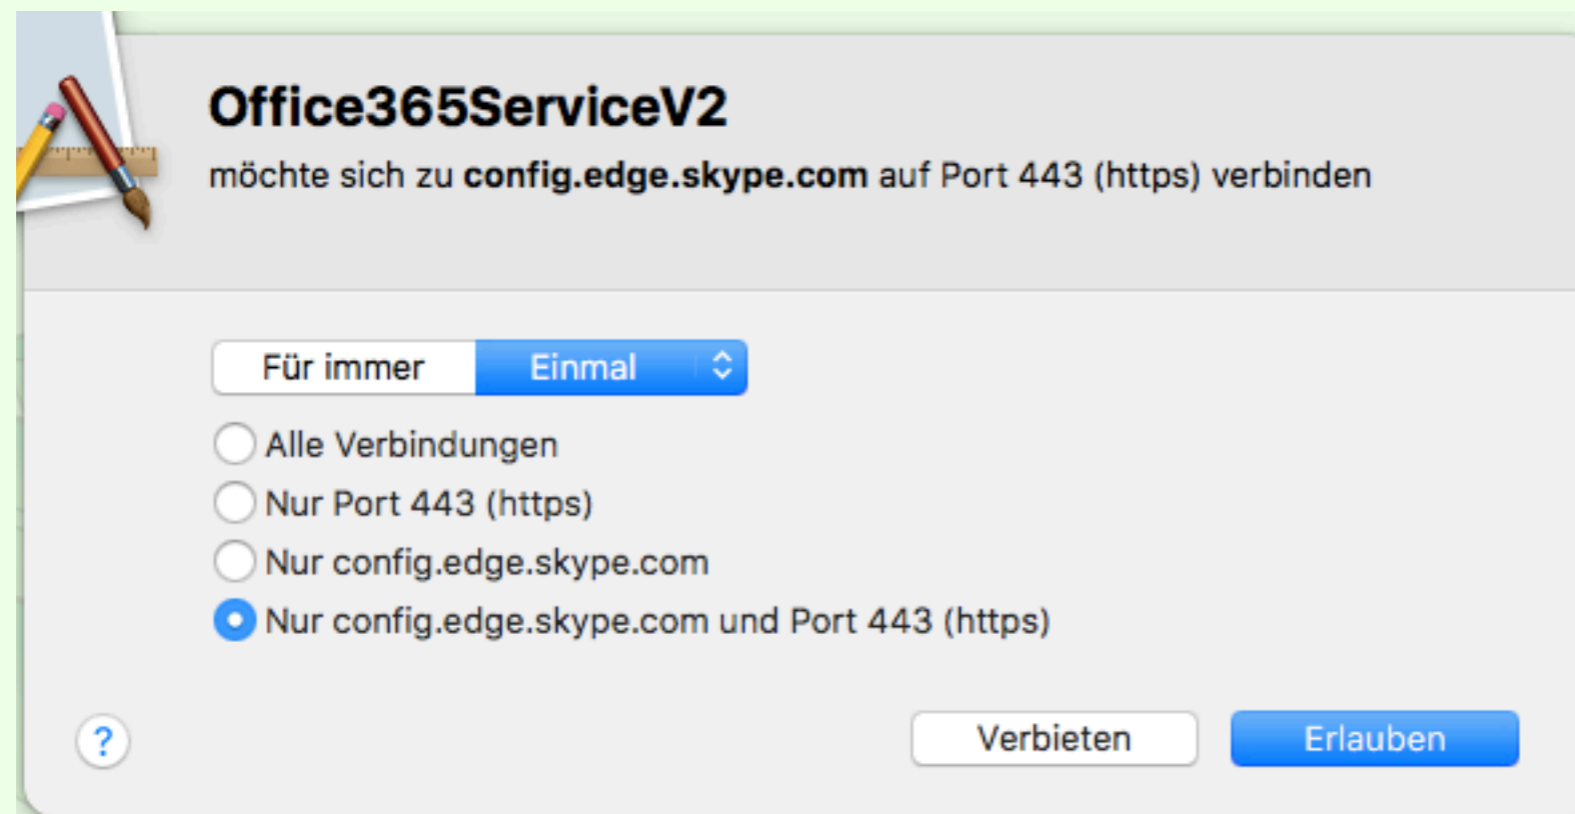 Office365ServiceV2
möchte sich zu config.edge.skype.com auf Port 443 (https) verbinden
Für immer Einmal
Alle Verbindungen
Nur Port 443 (https)
Nur config.edge.skype.com
Nur config.edge.skype.com und Port 443 (https)
? Verbieten Erlauben